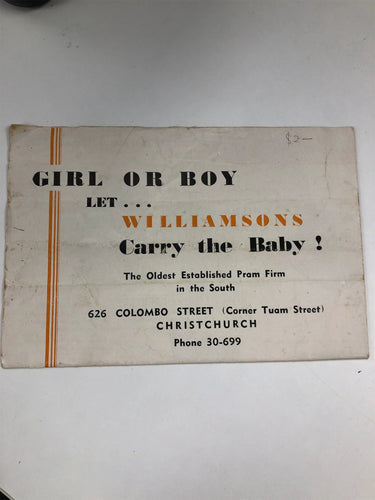 $2-
GIRL OR BOY
LET...
WILLIAMSONS
Carry the Baby!
The Oldest Established Pram Firm
in the South
626 COLOMBO STREET (Corner Tuam Street)
CHRISTCHURCH
Phone 30-699